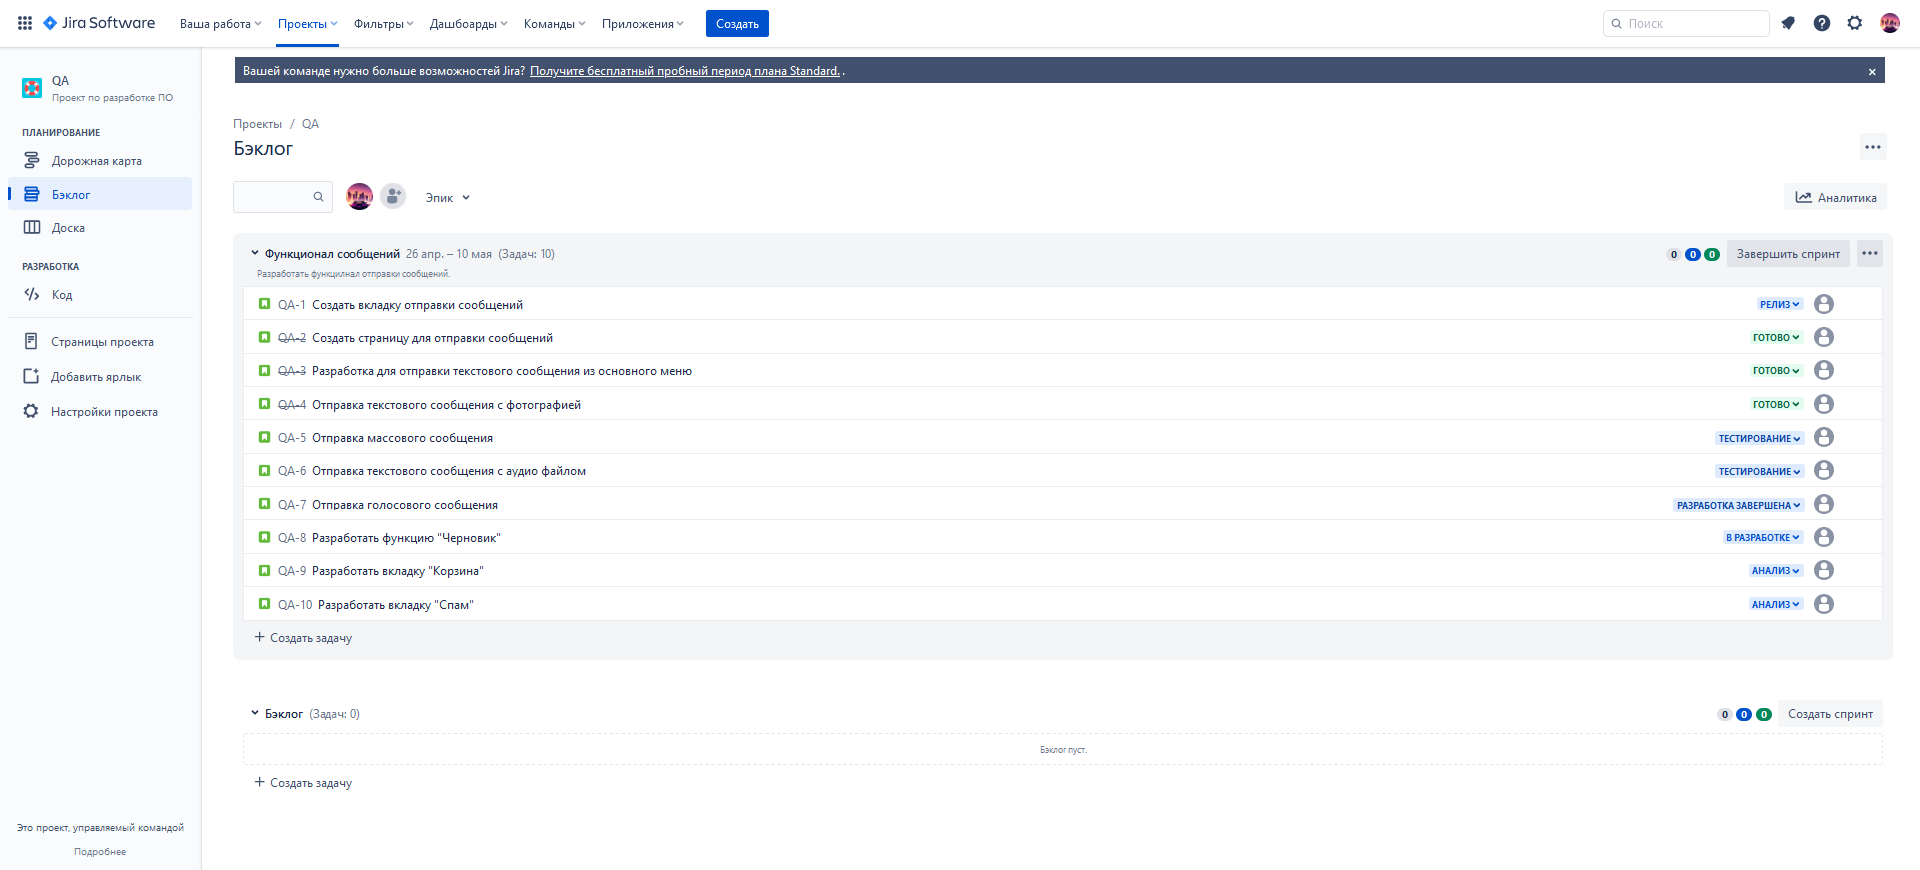 Jira Software Ваша работа Проекты Фильтры Дашбоарды Команды Приложения Создать Поиск
Вашей команде нужно больше возможностей Jira? Получите бесплатный пробный период плана Standard. .
QA
Проект по разработке ПО
ПЛАНИРОВАНИЕ
Дорожная карта
Бэклог
Доска
РАЗРАБОТКА
Код
Страницы проекта
Добавить ярлык
Настройки проекта
Это проект, управляемый командой
Подробнее
Проекты / QA
Бэклог
Эпик
Аналитика
Функционал сообщений 26 апр. – 10 мая (Задач: 10) 0 0 0 Завершить спринт
Разработать функцилнал отправки сообщений.
QA-1 Создать вкладку отправки сообщений РЕЛИЗ
QA-2 Создать страницу для отправки сообщений ГОТОВО
QA-3 Разработка для отправки текстового сообщения из основного меню ГОТОВО
QA-4 Отправка текстового сообщения с фотографией ГОТОВО
QA-5 Отправка массового сообщения ТЕСТИРОВАНИЕ
QA-6 Отправка текстового сообщения с аудио файлом ТЕСТИРОВАНИЕ
QA-7 Отправка голосового сообщения РАЗРАБОТКА ЗАВЕРШЕНА
QA-8 Разработать функцию "Черновик" В РАЗРАБОТКЕ
QA-9 Разработать вкладку "Корзина" АНАЛИЗ
QA-10 Разработать вкладку "Спам" АНАЛИЗ
+ Создать задачу
Бэклог (Задач: 0) 0 0 0 Создать спринт
Бэклог пуст.
+ Создать задачу